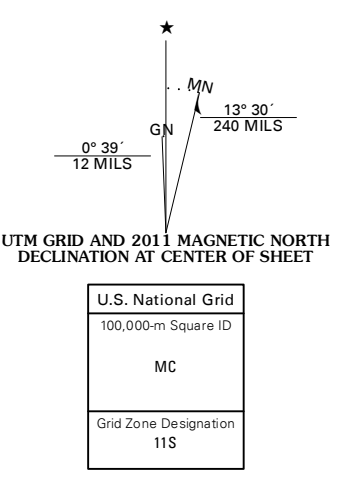 ★
MN
13° 30´
240 MILS
GN
0° 39´
12 MILS
UTM GRID AND 2011 MAGNETIC NORTH
DECLINATION AT CENTER OF SHEET
U.S. National Grid
100,000-m Square ID
MC
Grid Zone Designation
11S